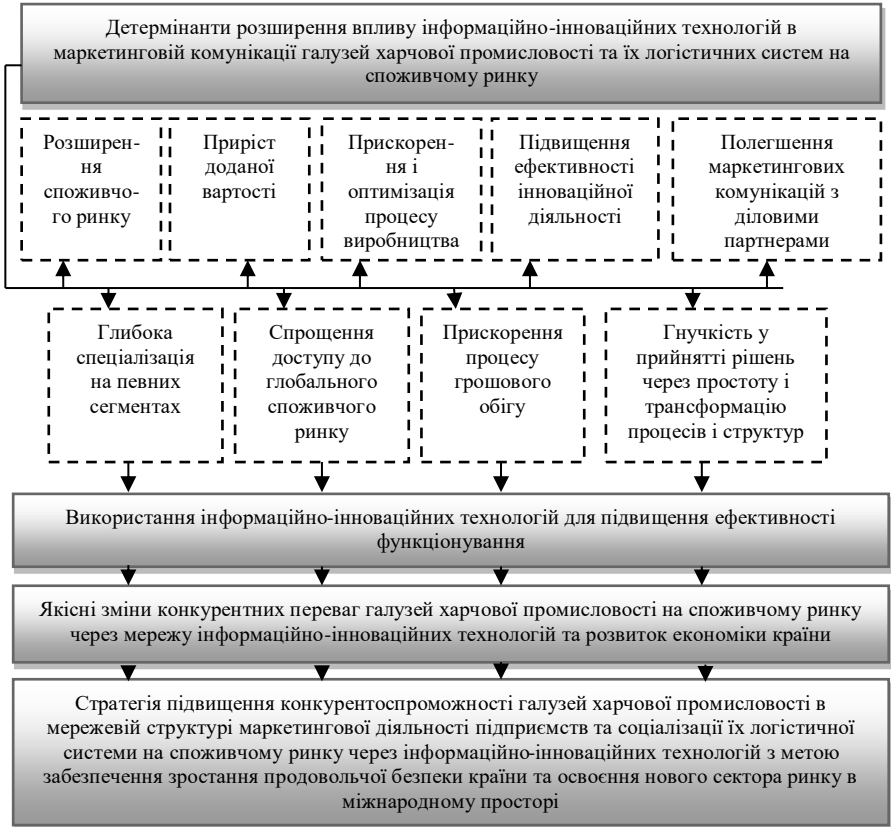 Детермінанти розширення впливу інформаційно-інноваційних технологій в
маркетинговій комунікації галузей харчової промисловості та їх логістичних систем на
споживчому ринку
Розширен-
ня
споживчо-
го ринку
Приріст
доданої
вартості
Прискорен-
ня і
оптимізація
процесу
виробництва
Підвищення
ефективності
інноваційної
діяльності
Полегшення
маркетингових
комунікацій з
діловими
партнерами
Глибока
спеціалізація
на певних
сегментах
Спрощення
доступу до
глобального
споживчого
ринку
Прискорення
процесу
грошового
обігу
Гнучкість у
прийнятті рішень
через простоту і
трансформацію
процесів і структур
Використання інформаційно-інноваційних технологій для підвищення ефективності
функціонування
Якісні зміни конкурентних переваг галузей харчової промисловості на споживчому ринку
через мережу інформаційно-інноваційних технологій та розвиток економіки країни
Стратегія підвищення конкурентоспроможності галузей харчової промисловості в
мережевій структурі маркетингової діяльності підприємств та соціалізації їх логістичної
системи на споживчому ринку через інформаційно-інноваційних технологій з метою
забезпечення зростання продовольчої безпеки країни та освоєння нового сектора ринку в
міжнародному просторі